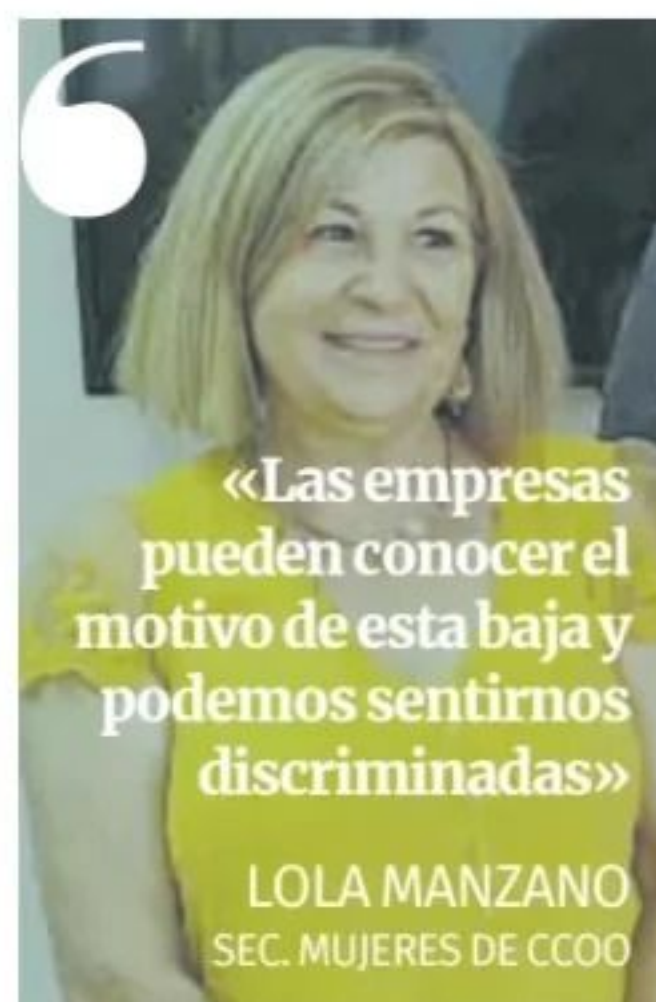 «Las empresas
pueden conocer el
motivo de esta baja y
podemos sentirnos
discriminadas»
LOLA MANZANO
SEC. MUJERES DE CCOO